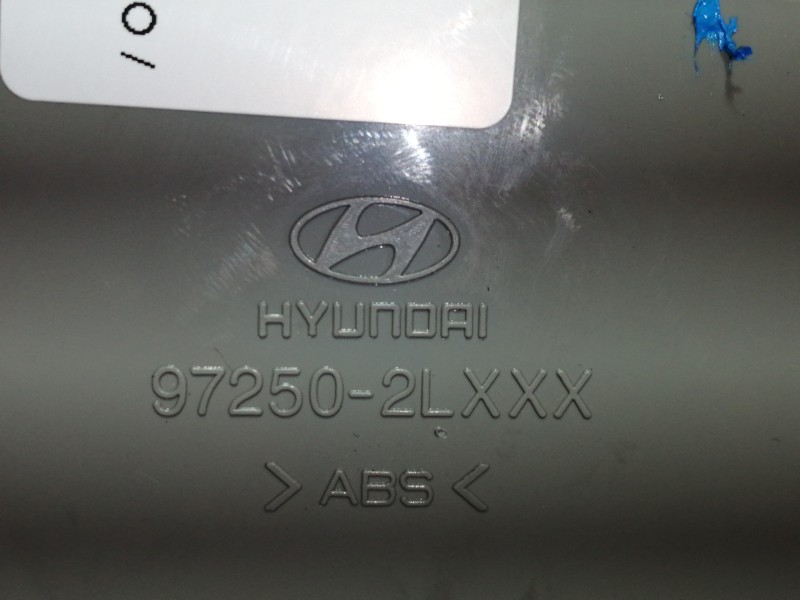 / O
HYUNDAI
97250-2LXXX
> ABS <